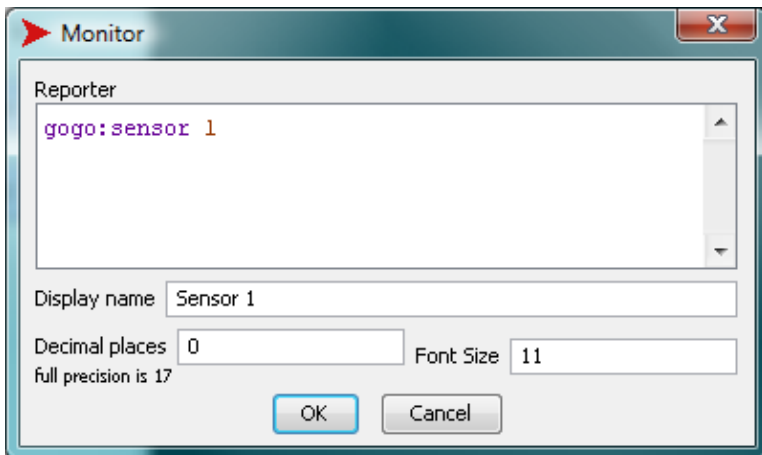 Monitor
Reporter
gogo:sensor 1
Display name Sensor 1
Decimal places 0 Font Size 11
full precision is 17
OK Cancel